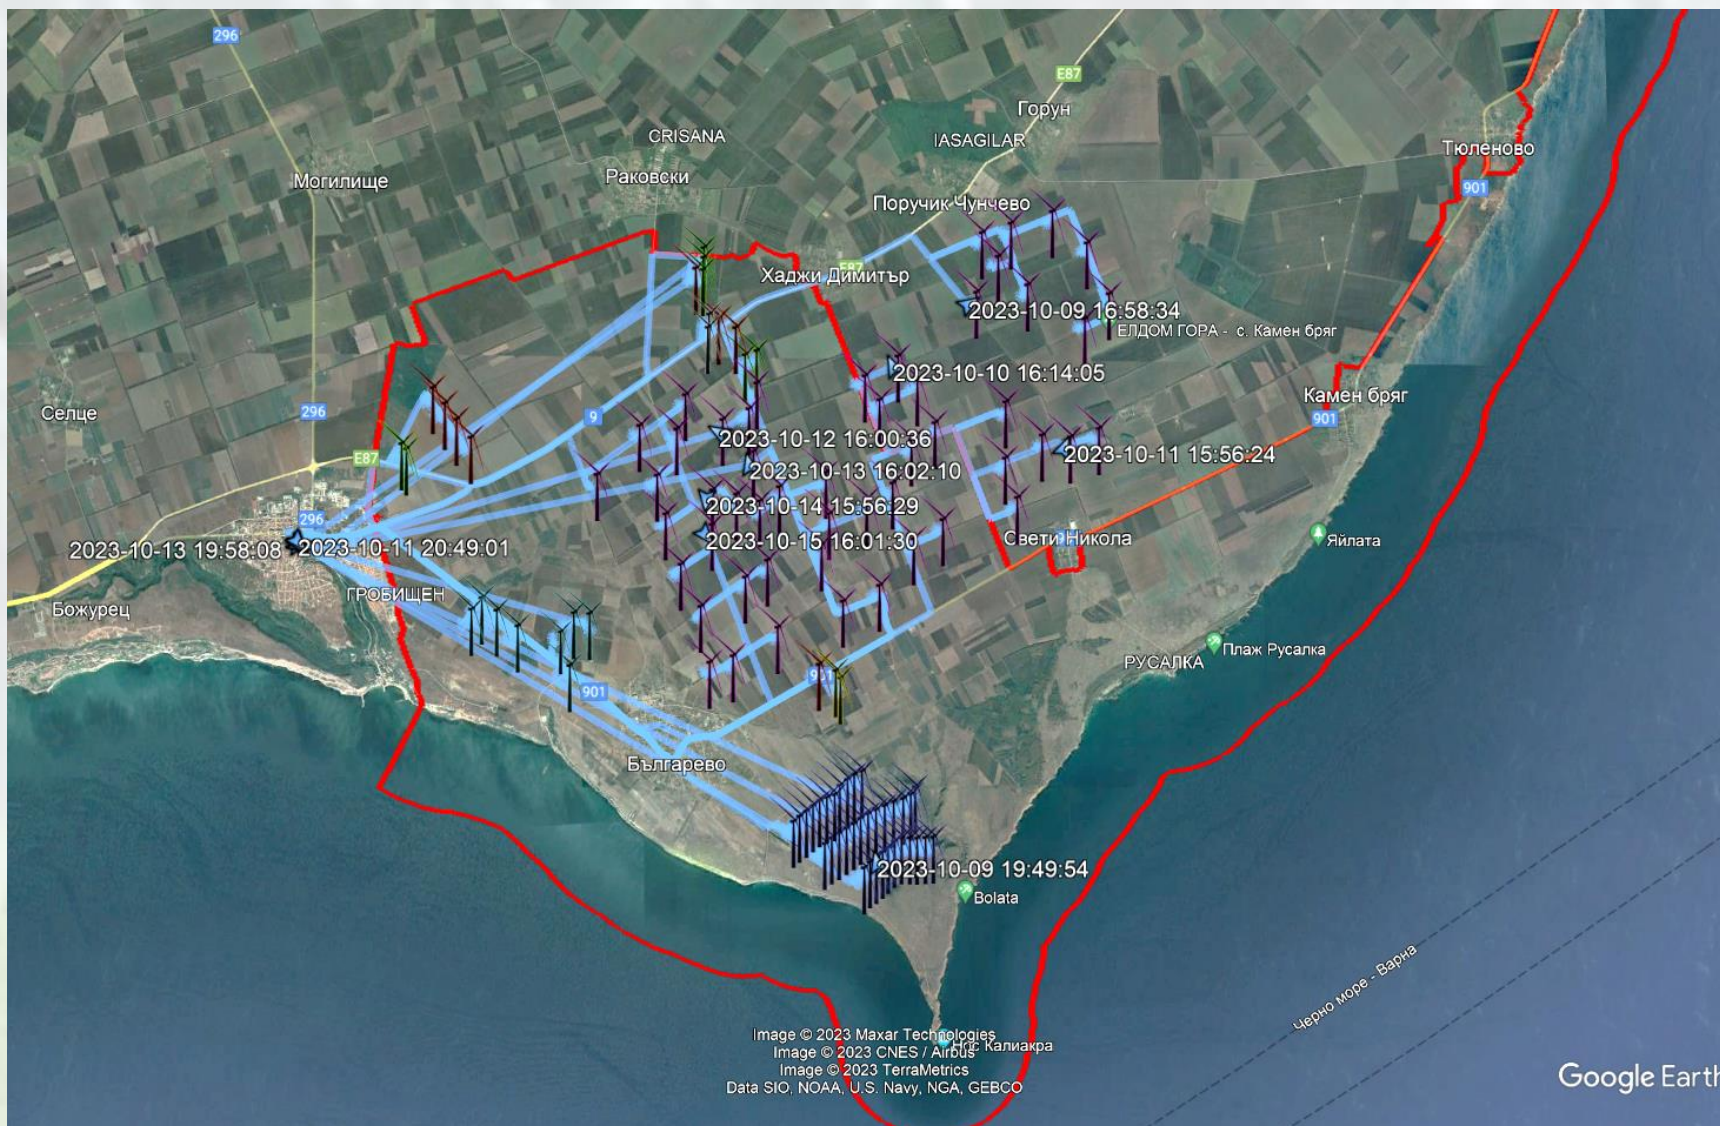 296
E87
Горун
CRISANA
IASAGILAR
Тюленово
Могилище
Раковски
901
Поручик Чунчево
E87
Хаджи Димитър
2023-10-09 16:58:34
ЕЛДОМ ГОРА - с. Камен бряг
2023-10-10 16:14:05
Камен бряг
Селце
296
9
901
2023-10-12 16:00:36
E87
2023-10-11 15:56:24
2023-10-13 16:02:10
2023-10-14 15:56:29
296
Свети Никола
2023-10-15 16:01:30
Яйлата
2023-10-13 19:58:08
2023-10-11 20:49:01
ГРОБИЩЕН
Божурец
Плаж Русалка
РУСАЛКА
901
901
Българево
2023-10-09 19:49:54
Bolata
Черно море - Варна
Image © 2023 Maxar Technologies
Нос Калиакра
Image © 2023 CNES / Airbus
Image © 2023 TerraMetrics
Data SIO, NOAA, U.S. Navy, NGA, GEBCO
Google Earth